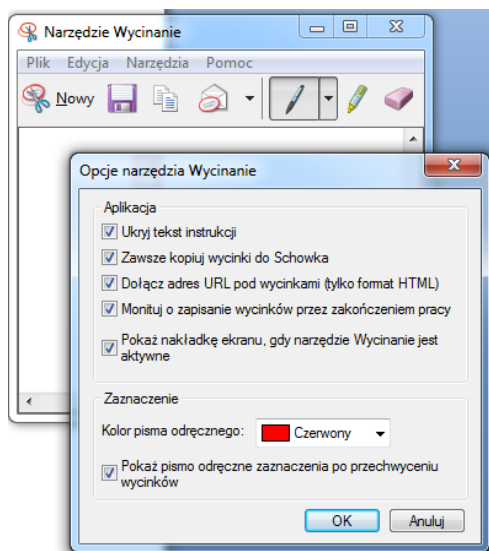 Narzędzie Wycinanie
Plik Edycja Narzędzia Pomoc
Nowy
Opcje narzędzia Wycinanie
Aplikacja
Ukryj tekst instrukcji
Zawsze kopiuj wycinki do Schowka
Dołącz adres URL pod wycinkami (tylko format HTML)
Monituj o zapisanie wycinków przez zakończeniem pracy
Pokaż nakładkę ekranu, gdy narzędzie Wycinanie jest
aktywne
Zaznaczenie
Kolor pisma odręcznego: Czerwony
Pokaż pismo odręczne zaznaczenia po przechwyceniu
wycinków
OK Anuluj